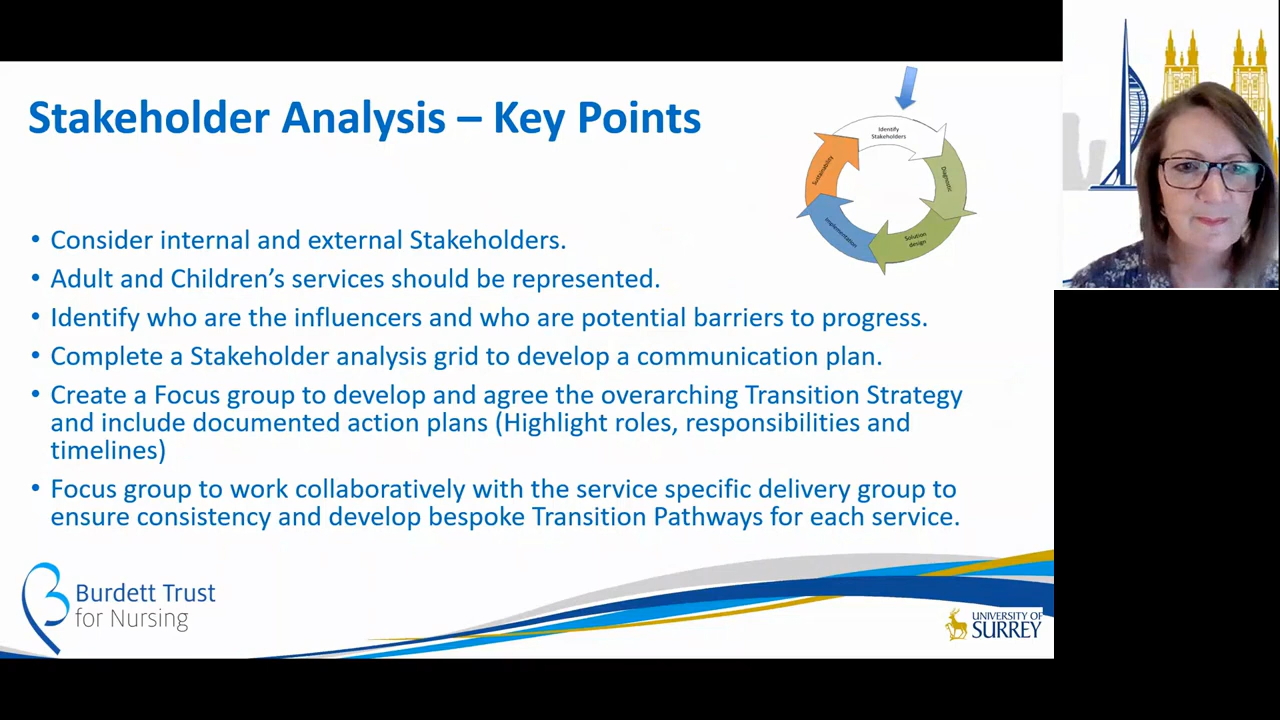 Stakeholder Analysis – Key Points
Identify
Stakeholders
Diagnostic
Solution
design
Implementation
Sustainability
• Consider internal and external Stakeholders.
• Adult and Children’s services should be represented.
• Identify who are the influencers and who are potential barriers to progress.
• Complete a Stakeholder analysis grid to develop a communication plan.
• Create a Focus group to develop and agree the overarching Transition Strategy
and include documented action plans (Highlight roles, responsibilities and
timelines)
• Focus group to work collaboratively with the service specific delivery group to
ensure consistency and develop bespoke Transition Pathways for each service.
Burdett Trust
for Nursing
UNIVERSITY OF
SURREY